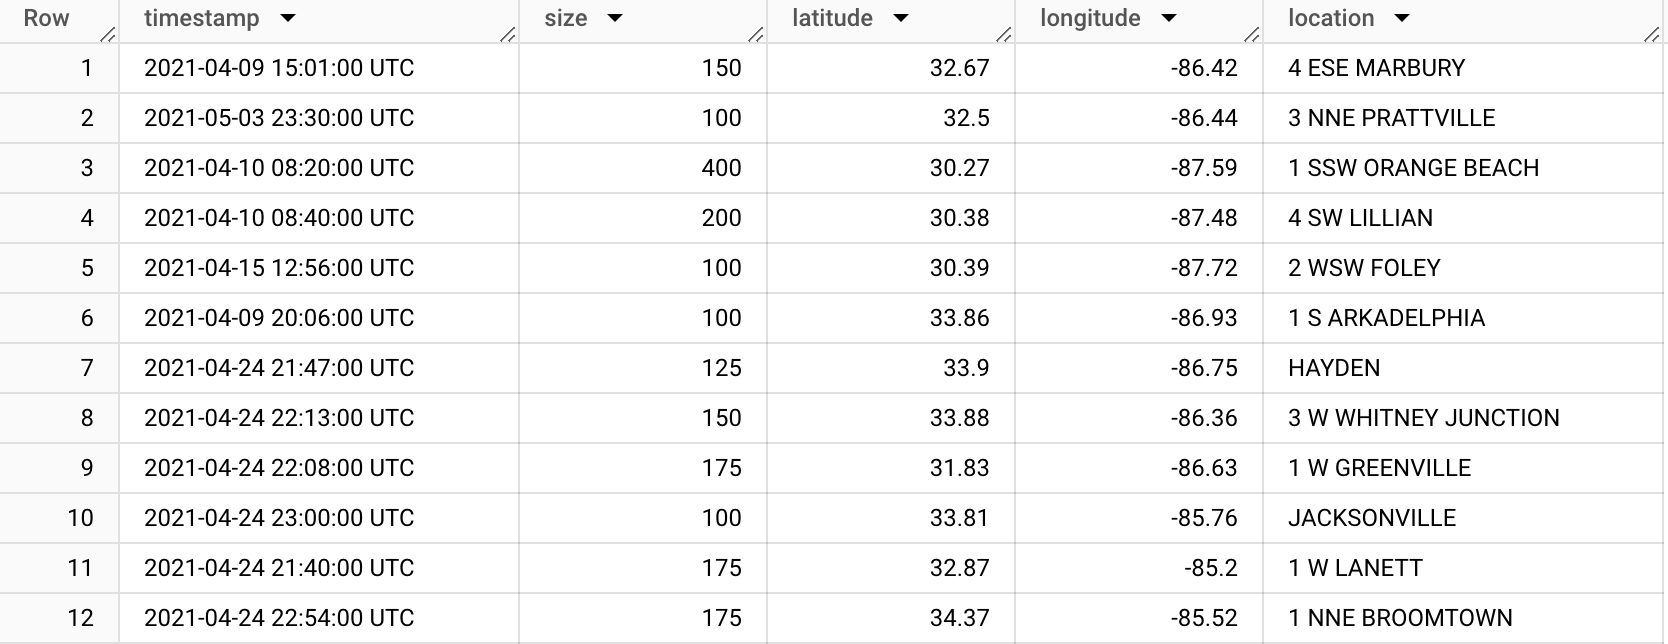 Row timestamp size latitude longitude location
1 2021-04-09 15:01:00 UTC 150 32.67 -86.42 4 ESE MARBURY
2 2021-05-03 23:30:00 UTC 100 32.5 -86.44 3 NNE PRATTVILLE
3 2021-04-10 08:20:00 UTC 400 30.27 -87.59 1 SSW ORANGE BEACH
4 2021-04-10 08:40:00 UTC 200 30.38 -87.48 4 SW LILLIAN
5 2021-04-15 12:56:00 UTC 100 30.39 -87.72 2 WSW FOLEY
6 2021-04-09 20:06:00 UTC 100 33.86 -86.93 1 S ARKADELPHIA
7 2021-04-24 21:47:00 UTC 125 33.9 -86.75 HAYDEN
8 2021-04-24 22:13:00 UTC 150 33.88 -86.36 3 W WHITNEY JUNCTION
9 2021-04-24 22:08:00 UTC 175 31.83 -86.63 1 W GREENVILLE
10 2021-04-24 23:00:00 UTC 100 33.81 -85.76 JACKSONVILLE
11 2021-04-24 21:40:00 UTC 175 32.87 -85.2 1 W LANETT
12 2021-04-24 22:54:00 UTC 175 34.37 -85.52 1 NNE BROOMTOWN